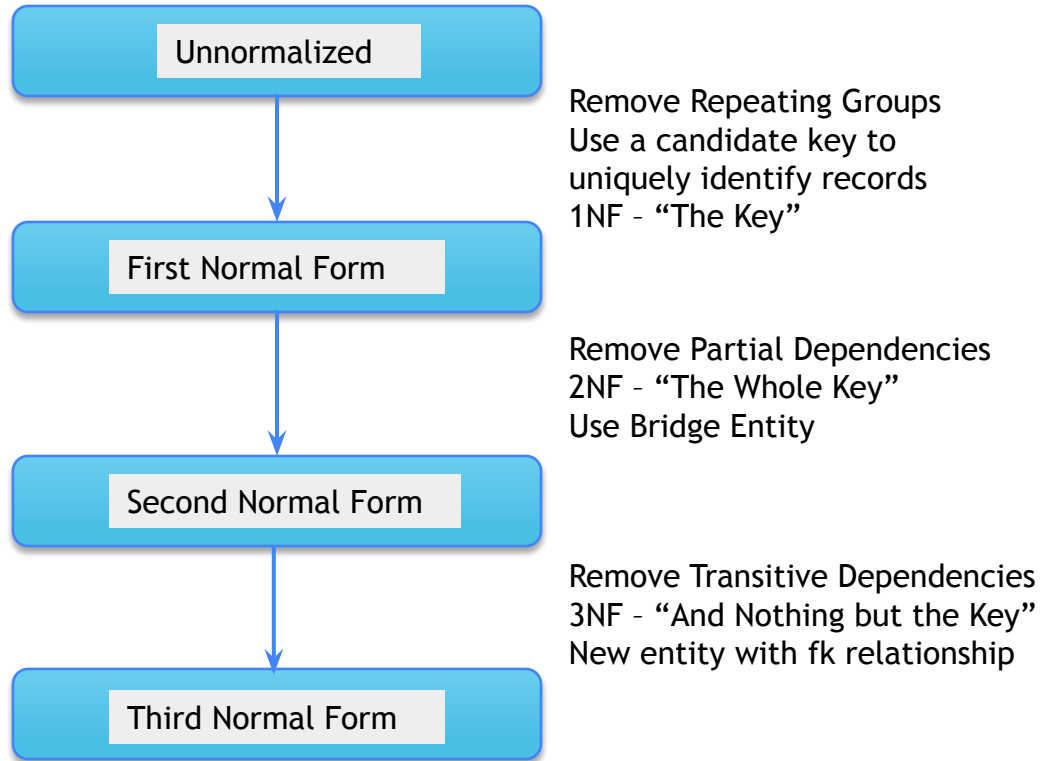 Unnormalized
Remove Repeating Groups
Use a candidate key to
uniquely identify records
1NF – “The Key”
First Normal Form
Remove Partial Dependencies
2NF – “The Whole Key”
Use Bridge Entity
Second Normal Form
Remove Transitive Dependencies
3NF – “And Nothing but the Key”
New entity with fk relationship
Third Normal Form